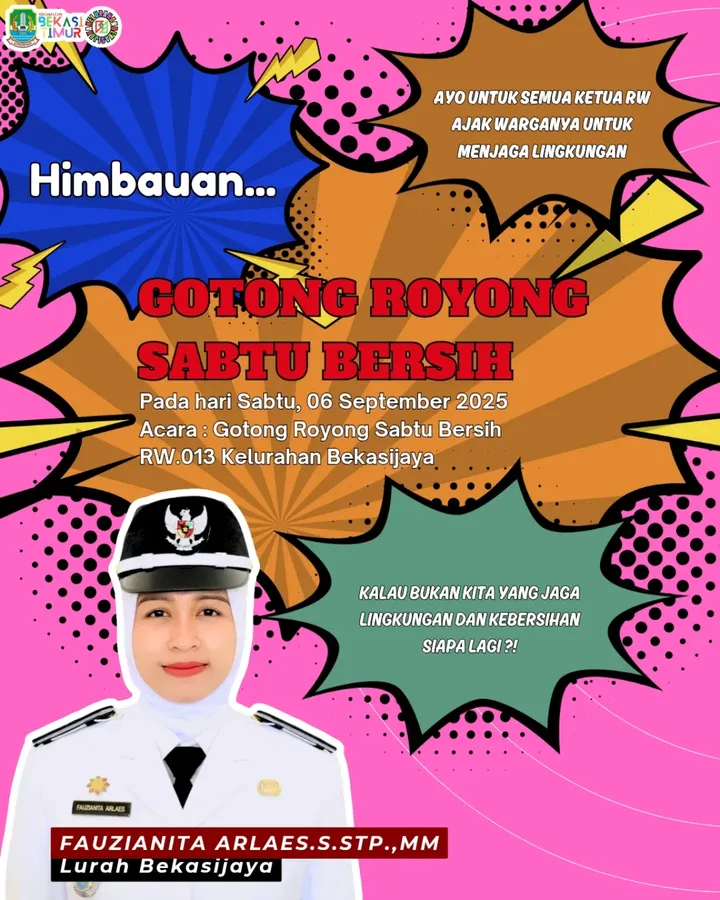 KECAMATAN
BEKASI
TIMUR
Himbauan...
AYO UNTUK SEMUA KETUA RW
AJAK WARGANYA UNTUK
MENJAGA LINGKUNGAN
GOTONG ROYONG
SABTU BERSIH
Pada hari Sabtu, 06 September 2025
Acara : Gotong Royong Sabtu Bersih
RW.013 Kelurahan Bekasijaya
KALAU BUKAN KITA YANG JAGA
LINGKUNGAN DAN KEBERSIHAN
SIAPA LAGI ?!
FAUZIANITA ARLAES
FAUZIANITA ARLAES.S.STP.,MM
Lurah Bekasijaya